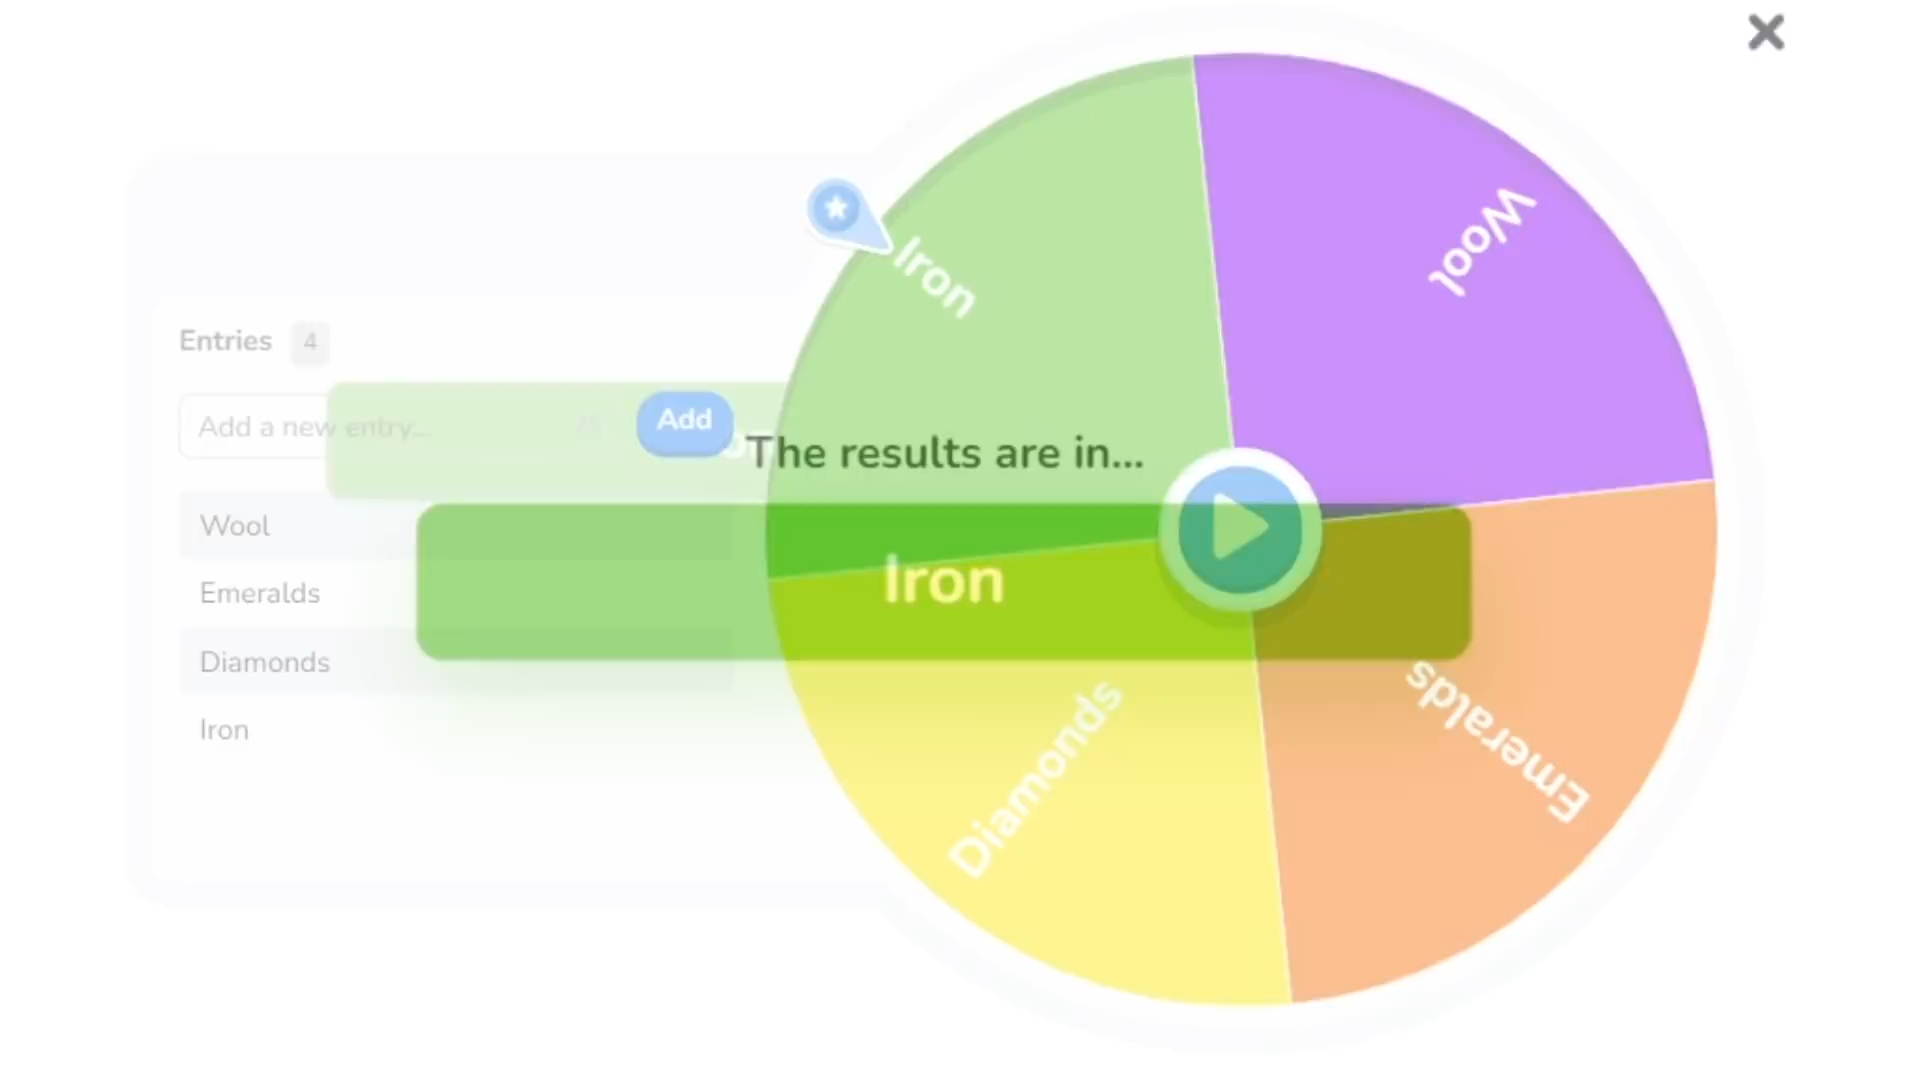 Entries 4
Add a new entry...
Add
The results are in...
Iron
Wool
Emeralds
Diamonds
Iron
Iron
Wool
Diamonds
Emeralds